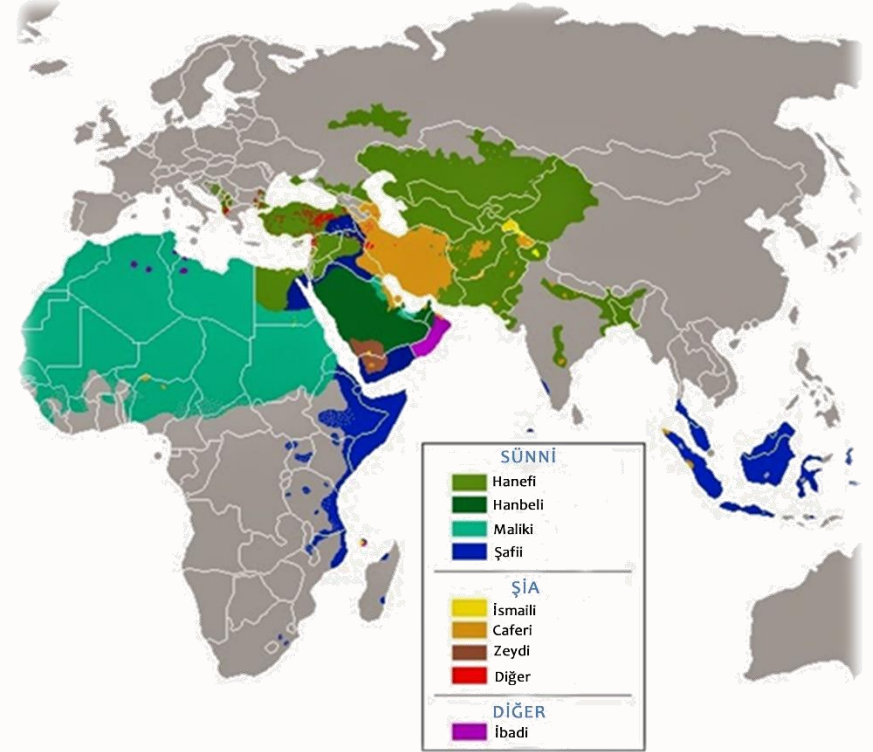 SÜNNİ
Hanefi
Hanbeli
Maliki
Şafii
ŞİA
İsmaili
Caferi
Zeydi
Diğer
DİĞER
İbadi